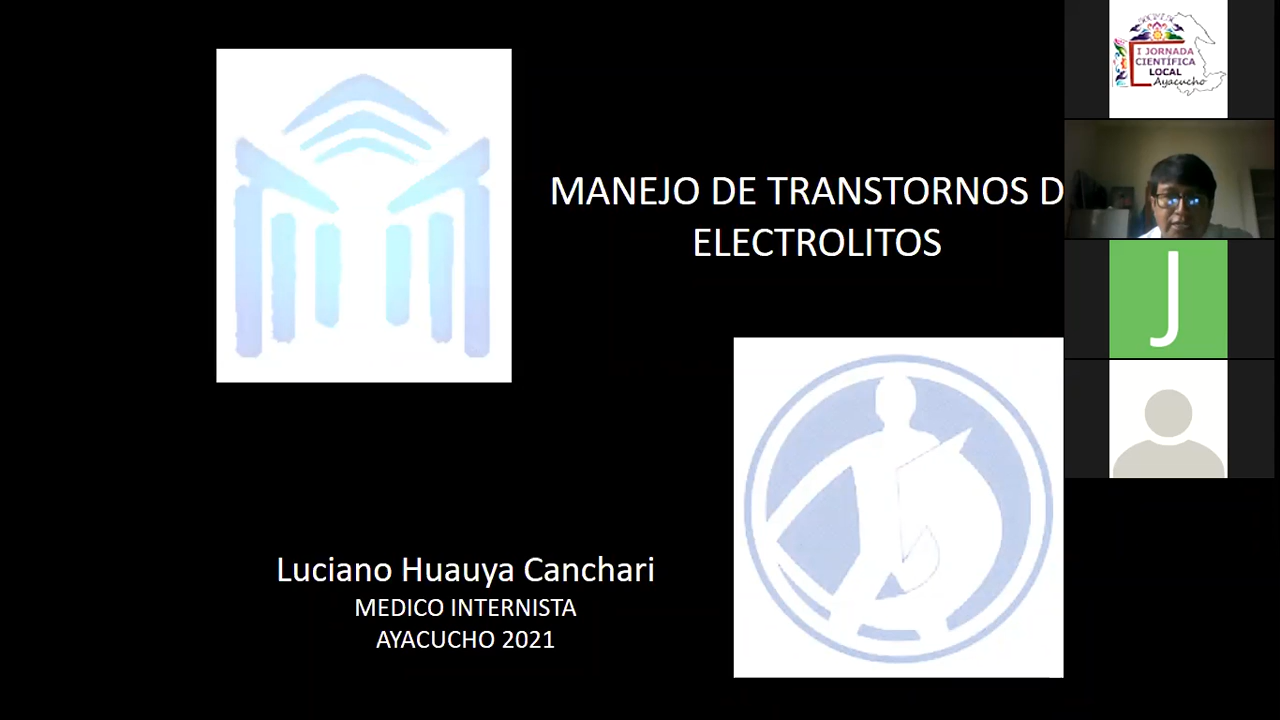 MANEJO DE TRANSTORNOS D
ELECTROLITOS
Luciano Huauya Canchari
MEDICO INTERNISTA
AYACUCHO 2021
I JORNADA
CIENTÍFICA
LOCAL
Ayacucho
J